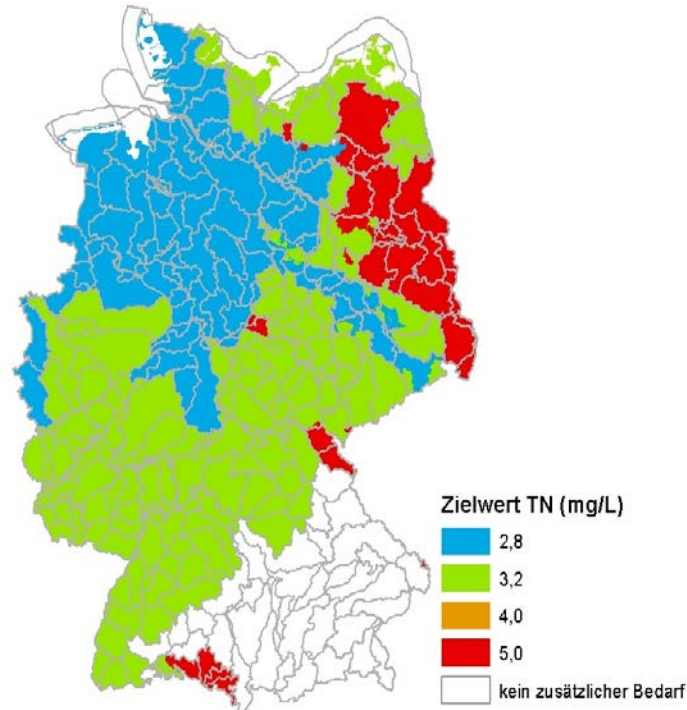 Zielwert TN (mg/L)
2,8
3,2
4,0
5,0
kein zusätzlicher Bedarf